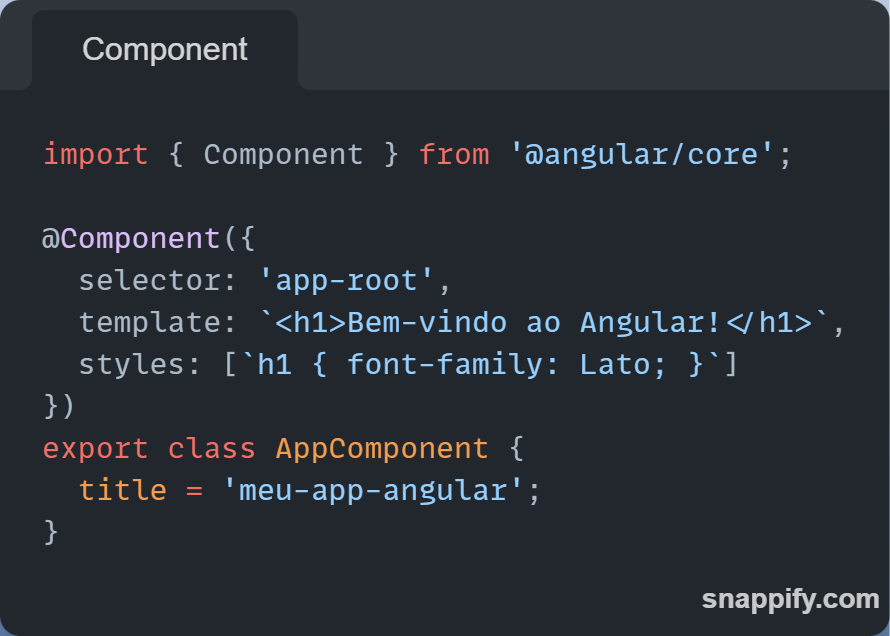 Component
import { Component } from '@angular/core';
@Component({
  selector: 'app-root',
  template: `<h1>Bem-vindo ao Angular!</h1>`,
  styles: [`h1 { font-family: Lato; }`]
})
export class AppComponent {
  title = 'meu-app-angular';
}
snappify.com